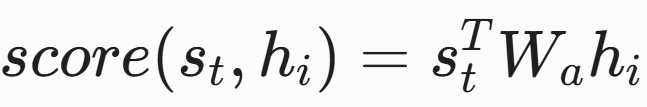 score(s_t, h_i) = s_t^T W_a h_i